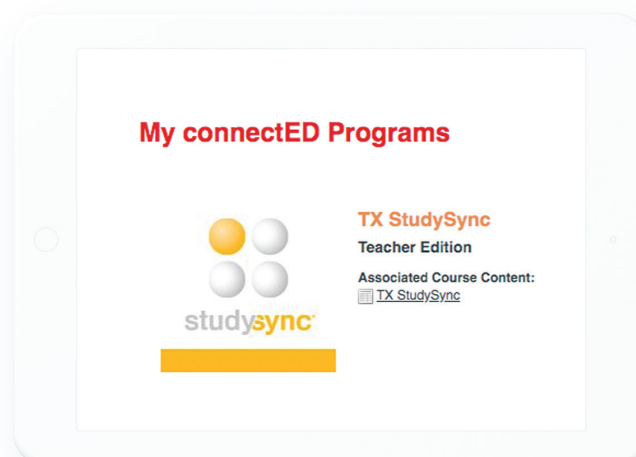 My connectED Programs
TX StudySync
Teacher Edition
Associated Course Content:
TX StudySync
studysync